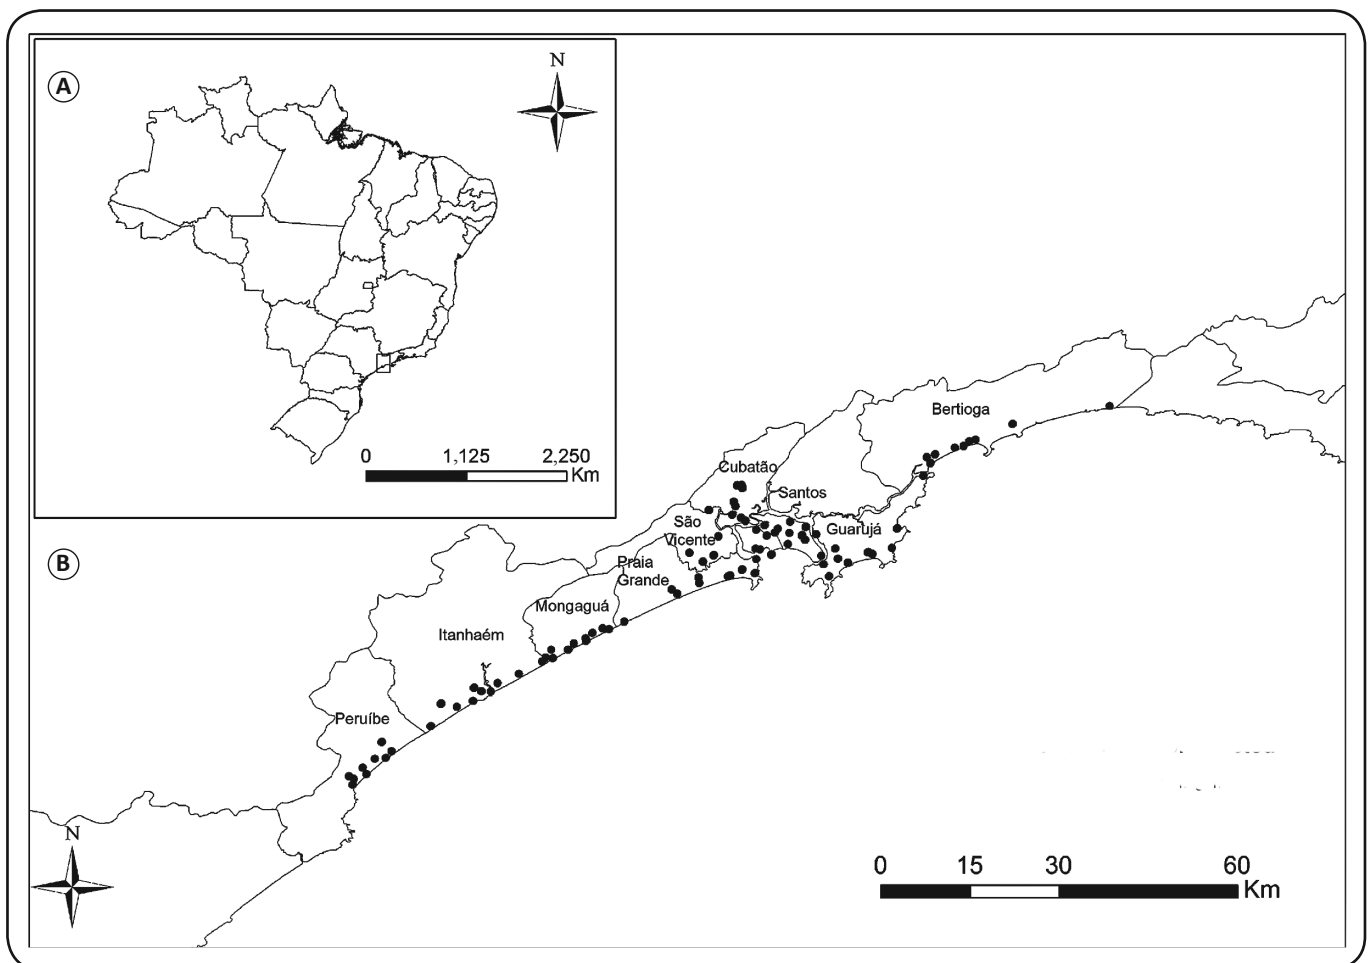 A
N
0 1,125 2,250
Km
B
Bertioga
Cubatão
Santos
São
Vicente
Guarujá
Praia
Grande
Mongaguá
Itanhaém
Peruíbe
N
0 15 30 60
Km